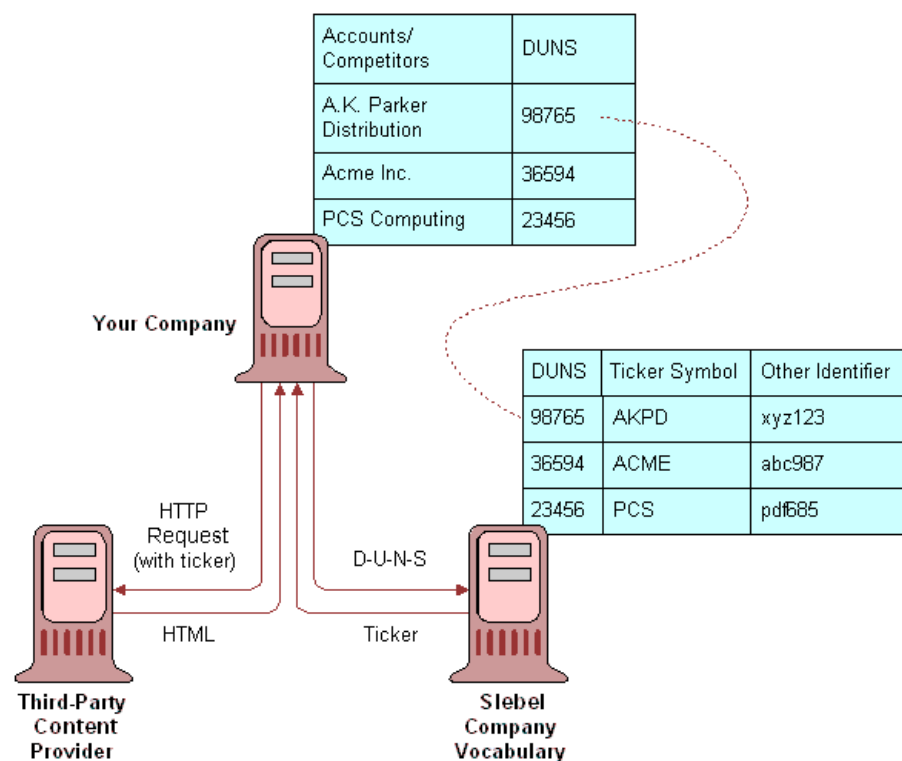 Accounts/
Competitors
DUNS
A.K. Parker
Distribution
98765
Acme Inc.
36594
PCS Computing
23456
Your Company
DUNS
Ticker Symbol
Other Identifier
98765
AKPD
xyz123
36594
ACME
abc987
23456
PCS
pdf685
HTTP
Request
(with ticker)
D-U-N-S
HTML
Ticker
Third-Party
Content
Provider
Siebel
Company
Vocabulary